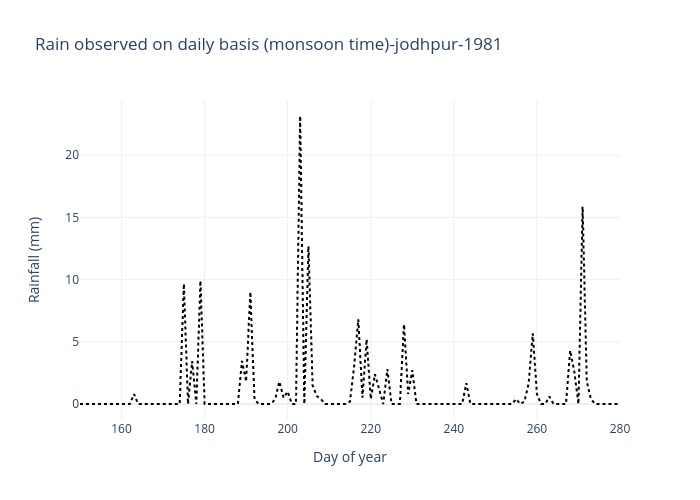 Rain observed on daily basis (monsoon time)-jodhpur-1981
Rainfall (mm)
20
15
10
5
0
160 180 200 220 240 260 280
Day of year